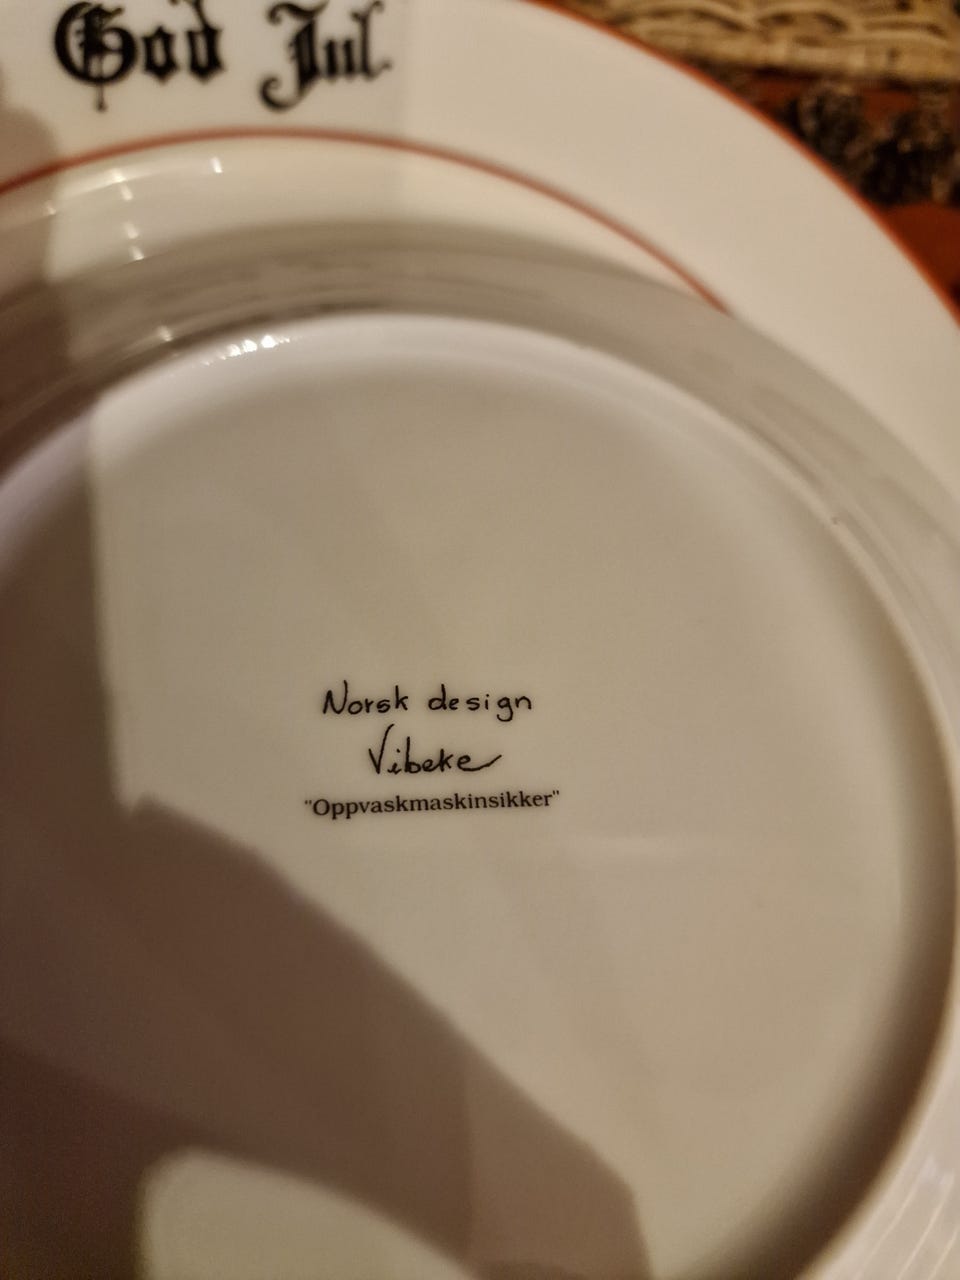 God Jul
Norsk design
Vibeke
"Oppvaskmaskinsikker"